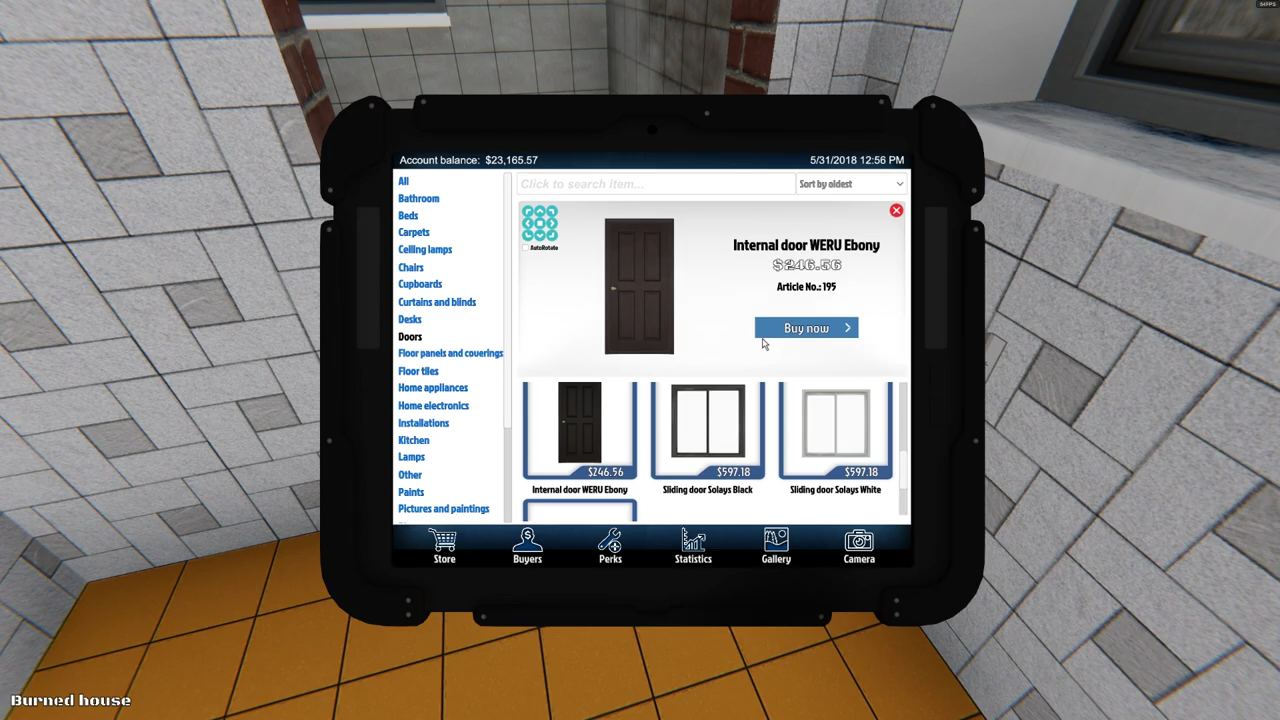 54FPS
Account balance: $23,165.57
5/31/2018 12:56 PM
All
Bathroom
Beds
Carpets
Ceiling lamps
Chairs
Cupboards
Curtains and blinds
Desks
Doors
Floor panels and coverings
Floor tiles
Home appliances
Home electronics
Installations
Kitchen
Lamps
Other
Paints
Pictures and paintings
Click to search item...
Sort by oldest
AutoRotate
Internal door WERU Ebony
$246.56
Article No.: 195
Buy now
$246.56
$597.18
$597.18
Internal door WERU Ebony
Sliding door Solays Black
Sliding door Solays White
Store
Buyers
Perks
Statistics
Gallery
Camera
Burned house